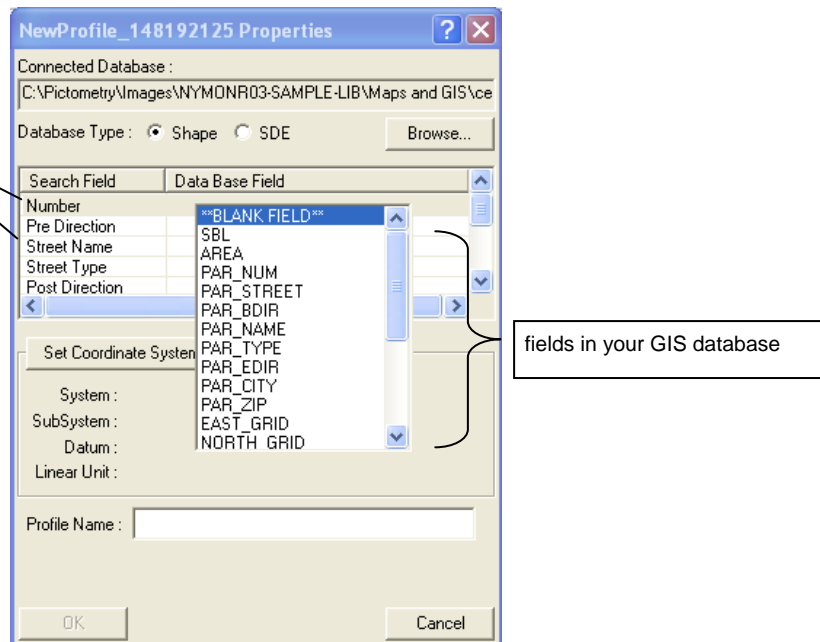 NewProfile_148192125 Properties
Connected Database :
C:\Pictometry\Images\NYMONR03-SAMPLE-LIB\Maps and GIS\ce
Database Type : Shape SDE Browse...
Search Field Data Base Field
Number
Pre Direction
Street Name
Street Type
Post Direction
**BLANK FIELD**
SBL
AREA
PAR_NUM
PAR_STREET
PAR_BDIR
PAR_NAME
PAR_TYPE
PAR_EDIR
PAR_CITY
PAR_ZIP
EAST_GRID
NORTH_GRID
fields in your GIS database
Set Coordinate System
System :
SubSystem :
Datum :
Linear Unit :
Profile Name :
OK Cancel